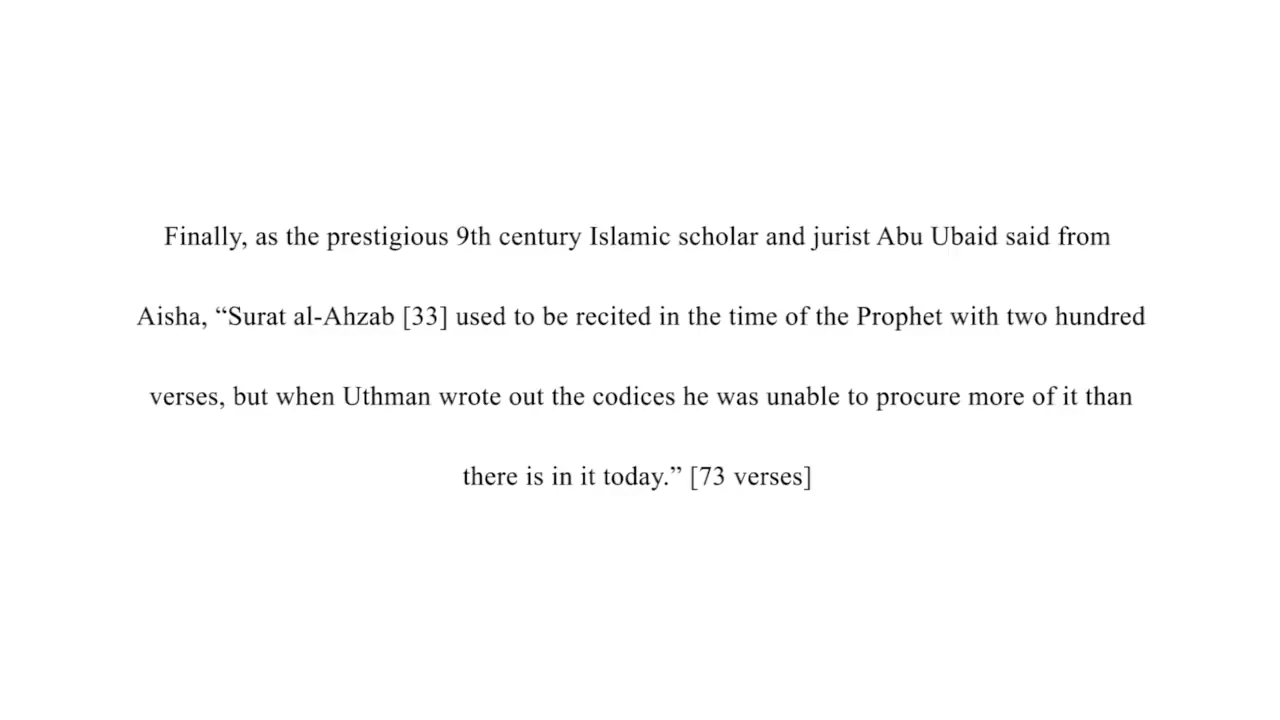 Finally, as the prestigious 9th century Islamic scholar and jurist Abu Ubaid said from
Aisha, “Surat al-Ahzab [33] used to be recited in the time of the Prophet with two hundred
verses, but when Uthman wrote out the codices he was unable to procure more of it than
there is in it today.” [73 verses]